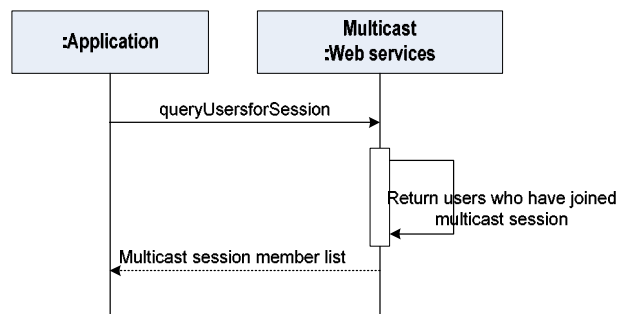 :Application
Multicast
:Web services
queryUsersforSession
Return users who have joined
multicast session
Multicast session member list